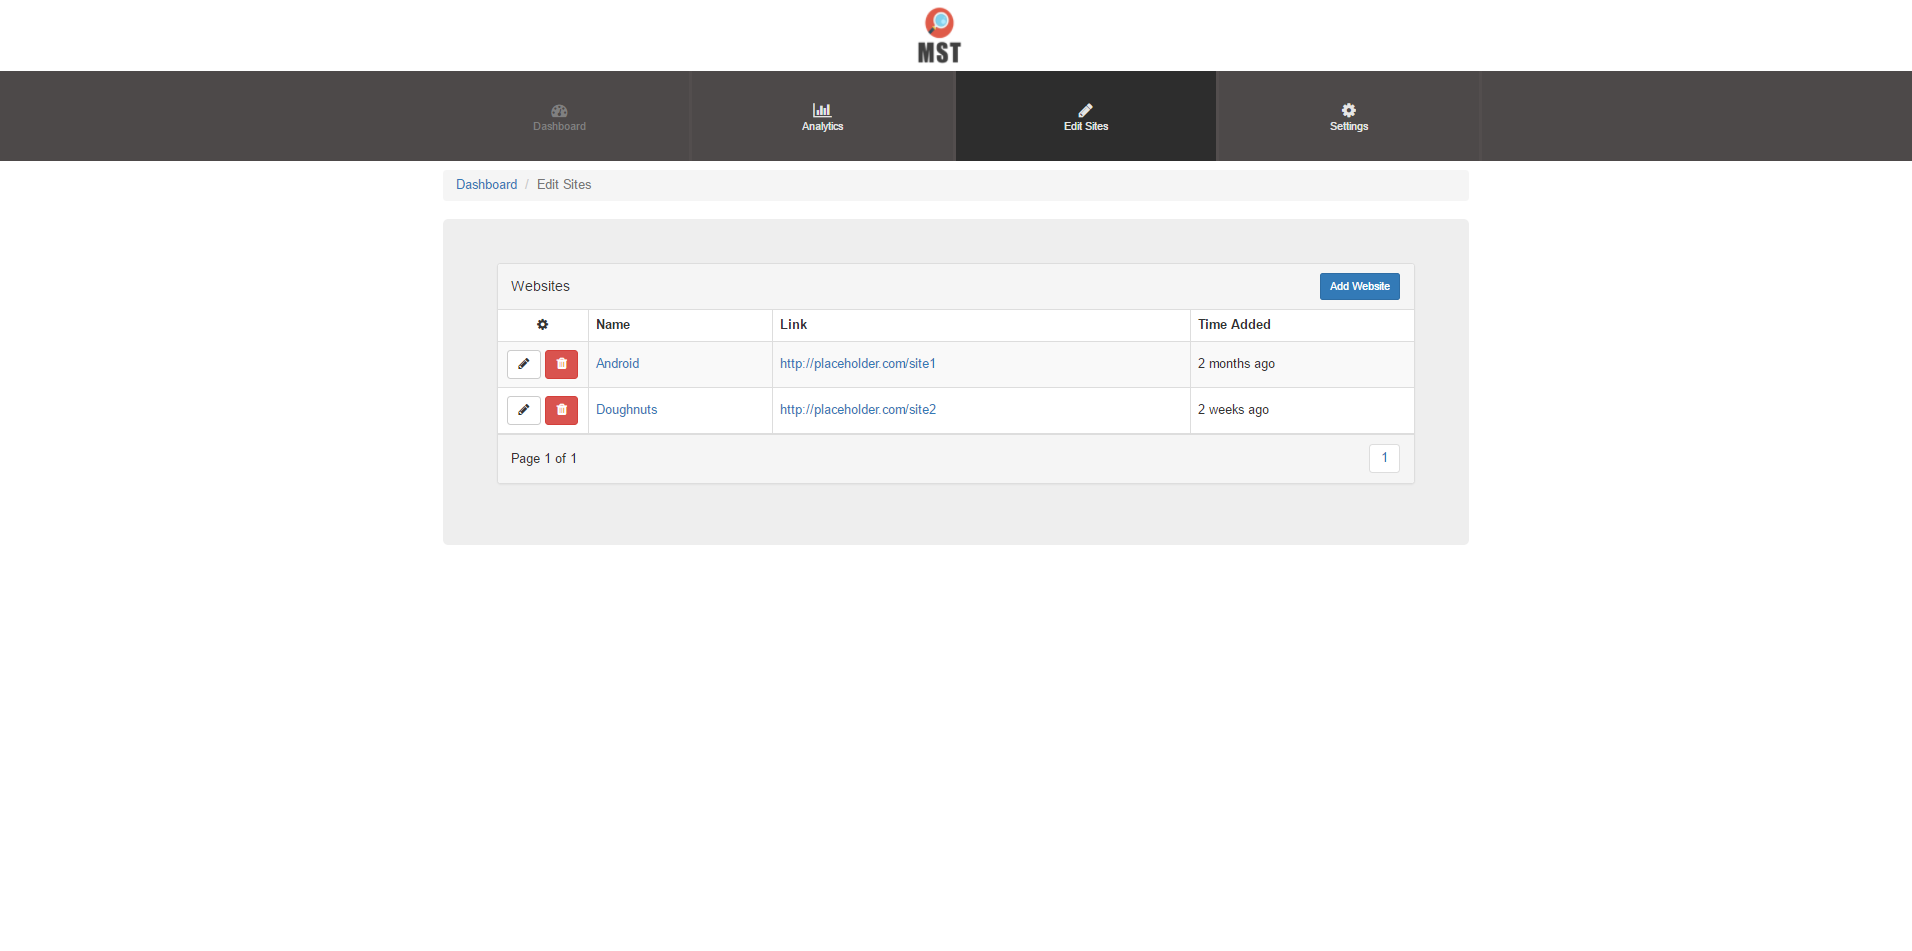 MST
Dashboard
Analytics
Edit Sites
Settings
Dashboard / Edit Sites
Websites
Add Website
Name Link Time Added
Android http://placeholder.com/site1 2 months ago
Doughnuts http://placeholder.com/site2 2 weeks ago
Page 1 of 1
1